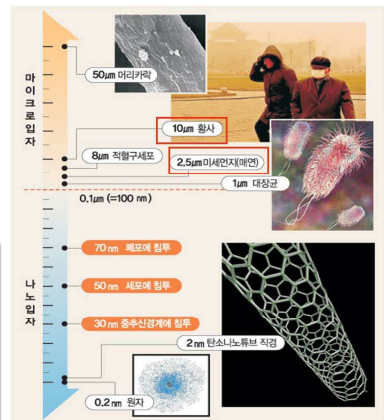 마이크로입자
50μm 머리카락
10μm 황사
8μm 적혈구세포
2.5μm 미세먼지(매연)
1μm 대장균
0.1μm (=100 nm)
나노입자
70 nm 폐포에 침투
50 nm 세포에 침투
30 nm 중추신경계에 침투
2 nm 탄소나노튜브 직경
0.2 nm 원자